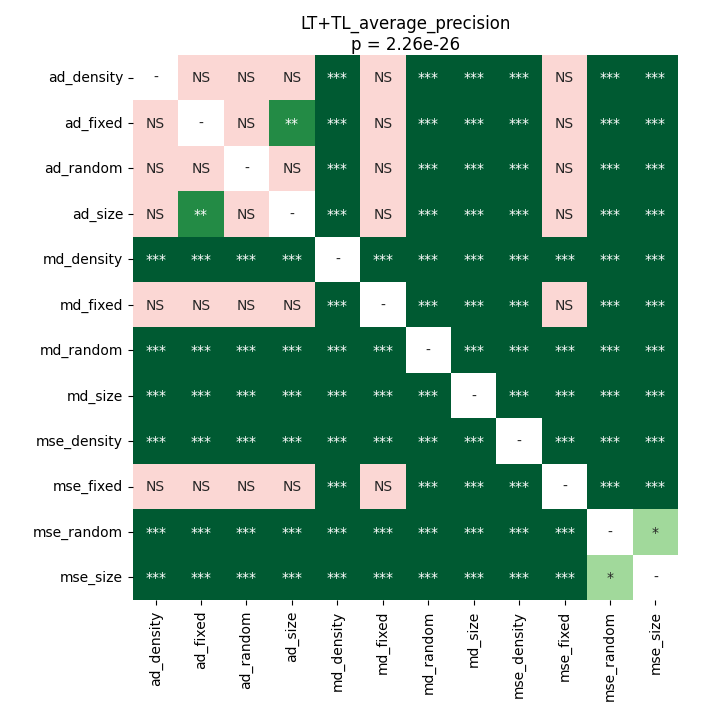 LT+TL_average_precision
p = 2.26e-26
ad_density - NS NS NS *** NS *** *** *** NS *** ***
ad_fixed NS - NS ** *** NS *** *** *** NS *** ***
ad_random NS NS - NS *** NS *** *** *** NS *** ***
ad_size NS ** NS - *** NS *** *** *** NS *** ***
md_density *** *** *** *** - *** *** *** *** *** *** ***
md_fixed NS NS NS NS *** - *** *** *** NS *** ***
md_random *** *** *** *** *** *** - *** *** *** *** ***
md_size *** *** *** *** *** *** *** - *** *** *** ***
mse_density *** *** *** *** *** *** *** *** - *** *** ***
mse_fixed NS NS NS NS *** NS *** *** *** - *** ***
mse_random *** *** *** *** *** *** *** *** *** *** - *
mse_size *** *** *** *** *** *** *** *** *** *** * -
ad_density ad_fixed ad_random ad_size md_density md_fixed md_random md_size mse_density mse_fixed mse_random mse_size